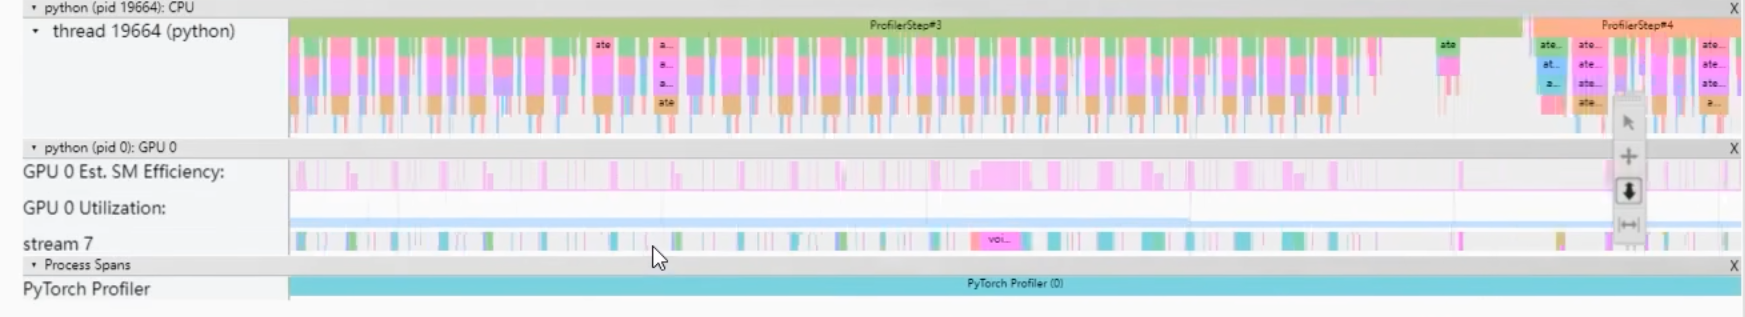 python (pid 19664): CPU X
ProfilerStep#3 ProfilerStep#4
thread 19664 (python)
ate a... ate ate... ate... ate...
a... at... ate... ate...
a... a... ate... ate...
ate ate... a...
python (pid 0): GPU 0 X
GPU 0 Est. SM Efficiency:
GPU 0 Utilization:
stream 7 voi...
Process Spans X
PyTorch Profiler PyTorch Profiler (0)